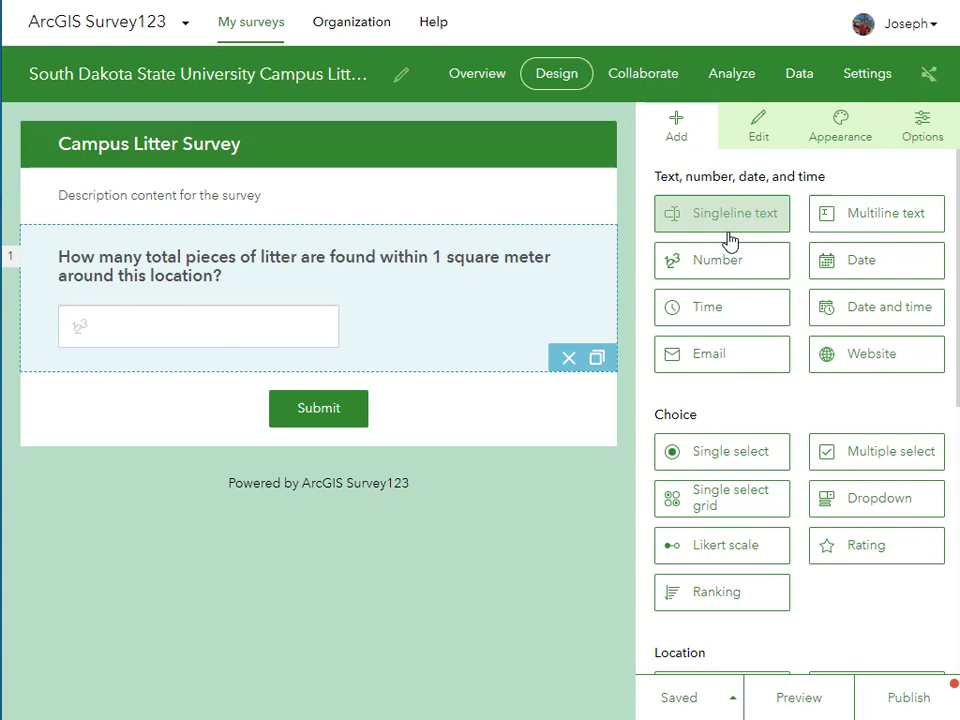 ArcGIS Survey123
My surveys
Organization
Help
Joseph
South Dakota State University Campus Litt...
Overview
Design
Collaborate
Analyze
Data
Settings
Campus Litter Survey
Description content for the survey
1
How many total pieces of litter are found within 1 square meter
around this location?
123
Submit
Powered by ArcGIS Survey123
Add
Edit
Appearance
Options
Text, number, date, and time
Singleline text
Multiline text
123
Number
Date
Time
Date and time
Email
Website
Choice
Single select
Multiple select
Single select
grid
Dropdown
Likert scale
Rating
Ranking
Location
Saved
Preview
Publish